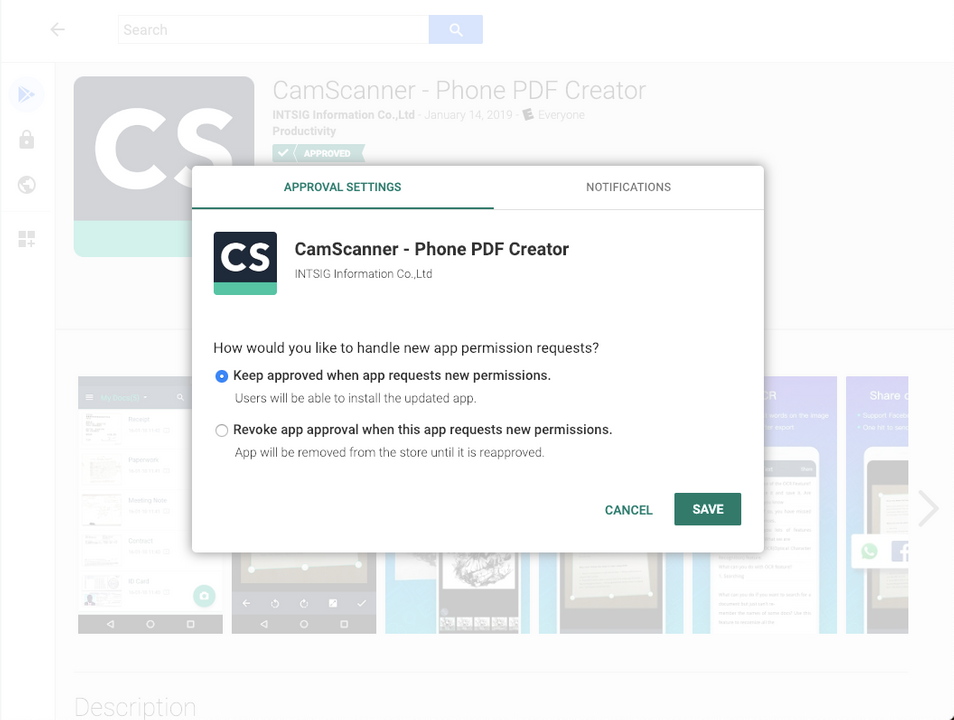 Search
CamScanner - Phone PDF Creator
INTSIG Information Co.,Ltd - January 14, 2019 - Everyone
Productivity
APPROVED
CS
APPROVAL SETTINGS
NOTIFICATIONS
CS
CamScanner - Phone PDF Creator
INTSIG Information Co.,Ltd
How would you like to handle new app permission requests?
Keep approved when app requests new permissions.
Users will be able to install the updated app.
Revoke app approval when this app requests new permissions.
App will be removed from the store until it is reapproved.
CANCEL
SAVE
Receipt
Meeting Note
Contract
Description